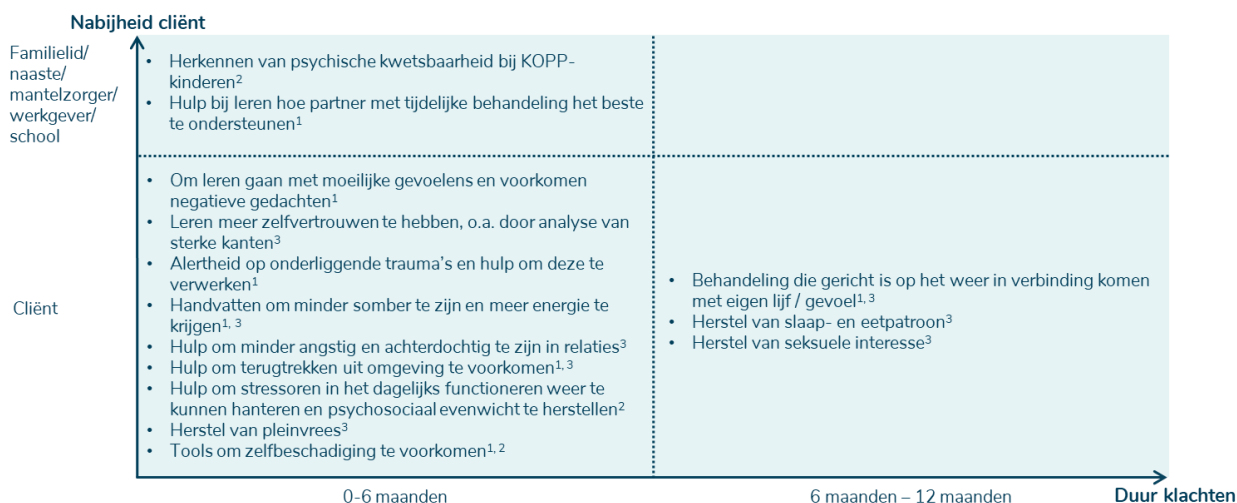 Nabijheid cliënt
Familielid/
naaste/
mantelzorger/
werkgever/
school
• Herkennen van psychische kwetsbaarheid bij KOPP-
kinderen²
• Hulp bij leren hoe partner met tijdelijke behandeling het beste
te ondersteunen¹
Cliënt
• Om leren gaan met moeilijke gevoelens en voorkomen
negatieve gedachten¹
• Leren meer zelfvertrouwen te hebben, o.a. door analyse van
sterke kanten³
• Alertheid op onderliggende trauma's en hulp om deze te
verwerken¹
• Handvatten om minder somber te zijn en meer energie te
krijgen¹, ³
• Hulp om minder angstig en achterdochtig te zijn in relaties³
• Hulp om terugtrekken uit omgeving te voorkomen¹, ³
• Hulp om stressoren in het dagelijks functioneren weer te
kunnen hanteren en psychosociaal evenwicht te herstellen²
• Herstel van pleinvrees³
• Tools om zelfbeschadiging te voorkomen¹, ²
• Behandeling die gericht is op het weer in verbinding komen
met eigen lijf / gevoel¹, ³
• Herstel van slaap- en eetpatroon³
• Herstel van seksuele interesse³
0-6 maanden
6 maanden – 12 maanden
Duur klachten